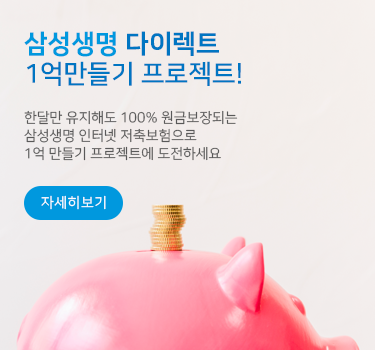 삼성생명 다이렉트
1억만들기 프로젝트!
한달만 유지해도 100% 원금보장되는
삼성생명 인터넷 저축보험으로
1억 만들기 프로젝트에 도전하세요
자세히보기